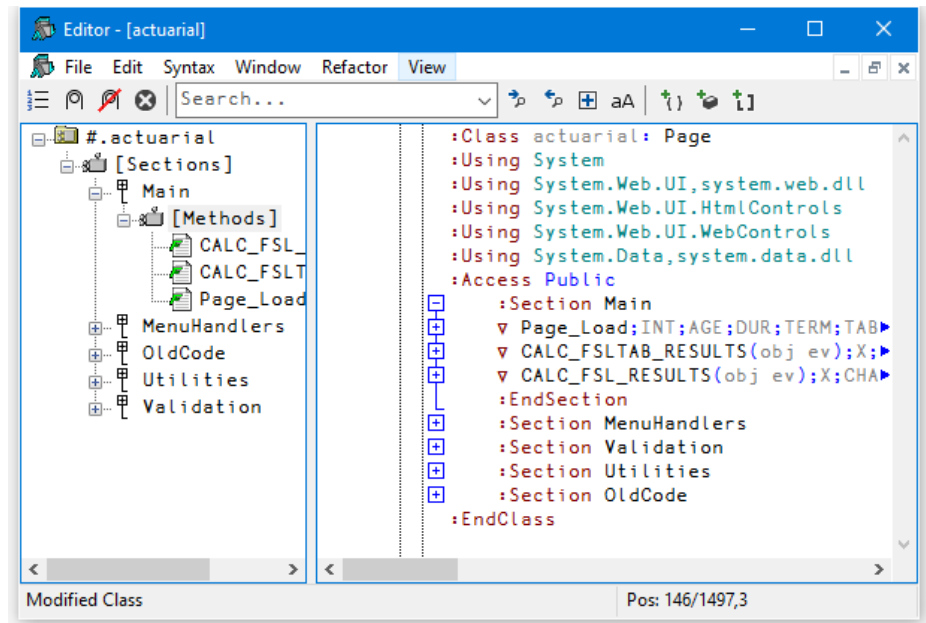 Editor - [actuarial]
File Edit Syntax Window Refactor View
Search... aA
#.actuarial
[Sections]
Main
[Methods]
CALC_FSL_
CALC_FSLT
Page_Load
MenuHandlers
OldCode
Utilities
Validation
:Class actuarial: Page
:Using System
:Using System.Web.UI,system.web.dll
:Using System.Web.UI.HtmlControls
:Using System.Web.UI.WebControls
:Using System.Data,system.data.dll
:Access Public
:Section Main
∇ Page_Load;INT;AGE;DUR;TERM;TAB
∇ CALC_FSLTAB_RESULTS(obj ev);X;
∇ CALC_FSL_RESULTS(obj ev);X;CHA
:EndSection
:Section MenuHandlers
:Section Validation
:Section Utilities
:Section OldCode
:EndClass
Modified Class Pos: 146/1497,3